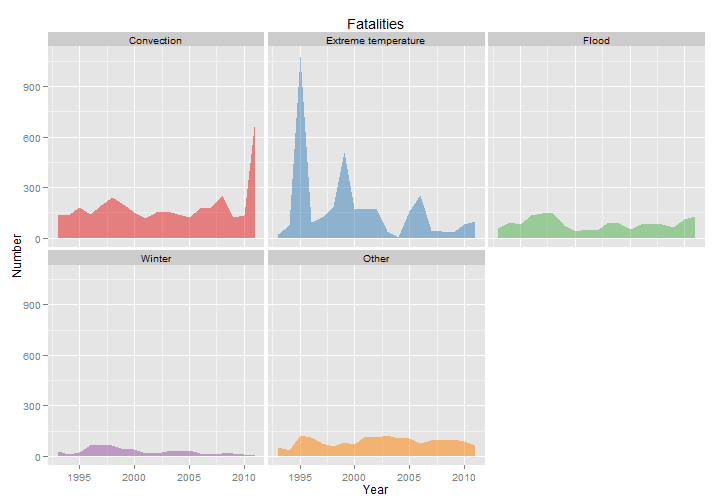 Fatalities
Convection
Extreme temperature
Flood
900
600
300
0
Number
Winter
Other
900
600
300
0
1995 2000 2005 2010
1995 2000 2005 2010
Year